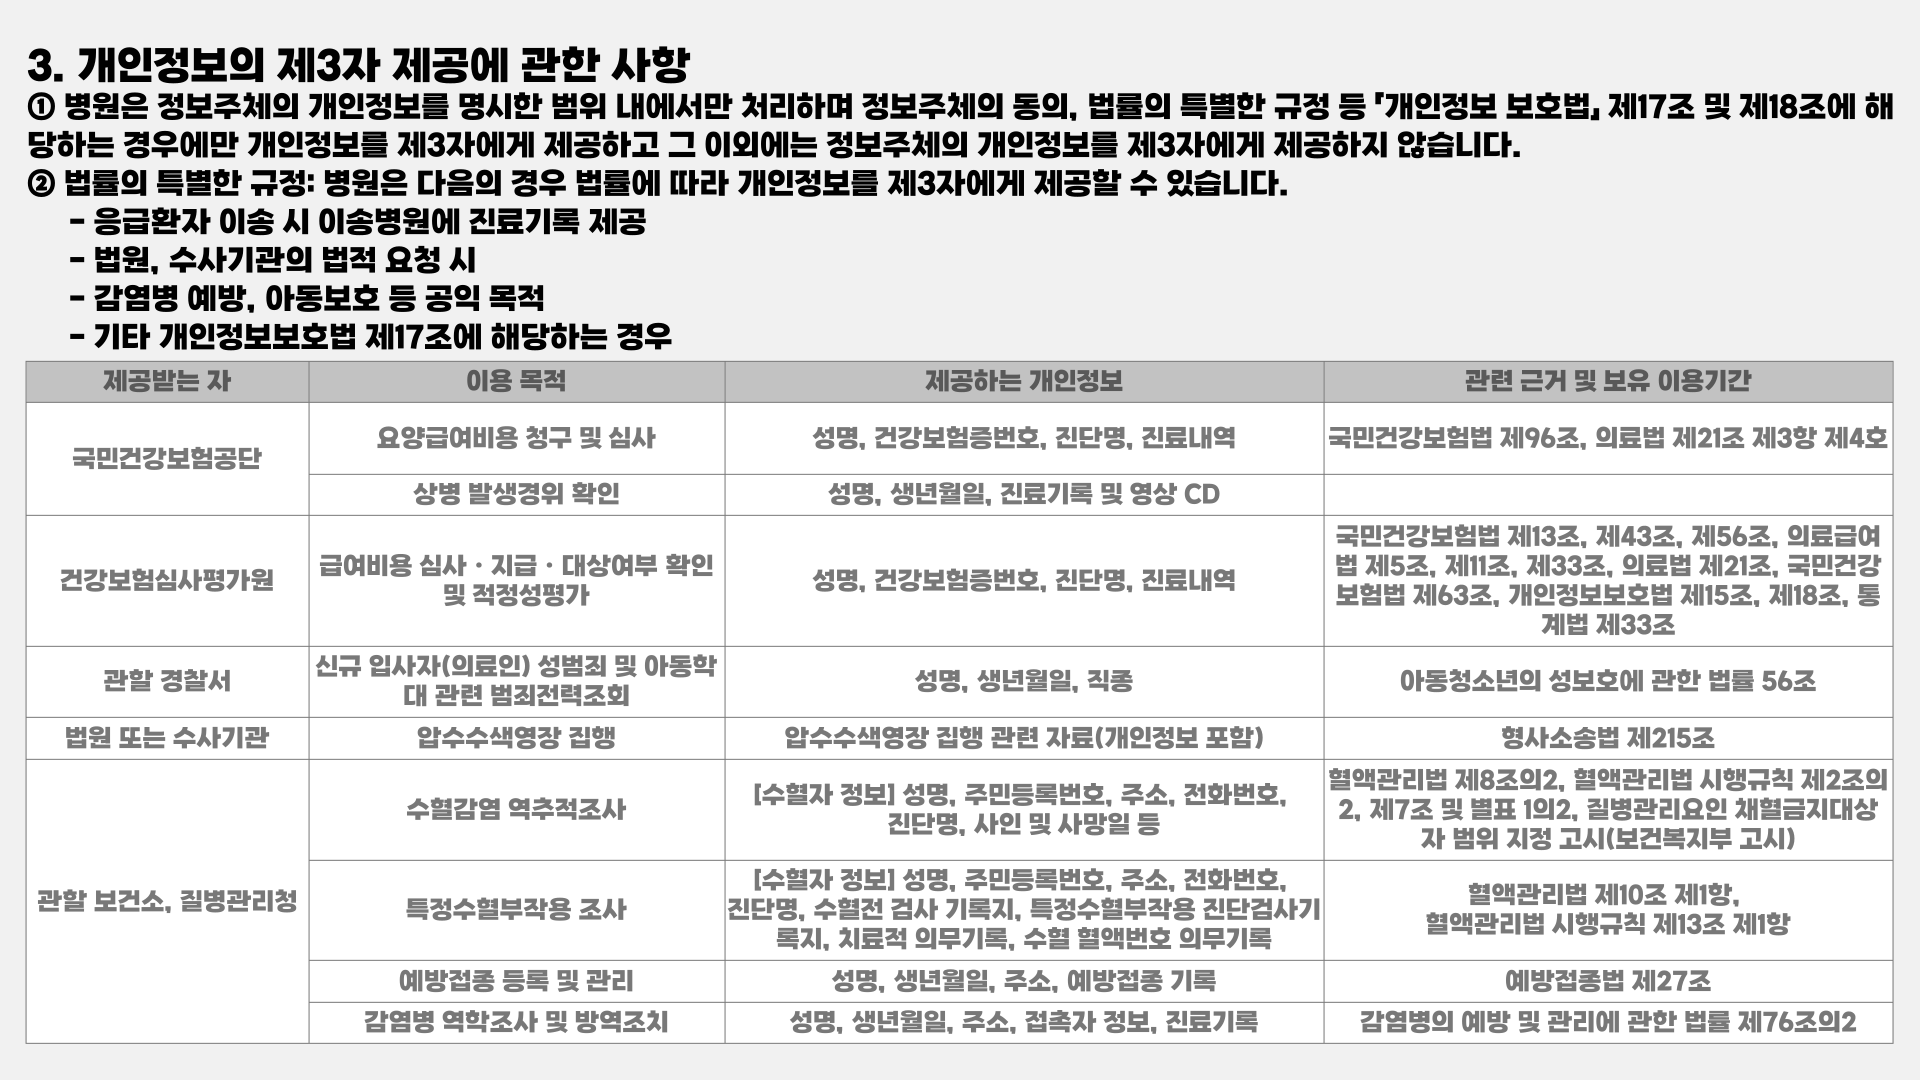 3. 개인정보의 제3자 제공에 관한 사항
① 병원은 정보주체의 개인정보를 명시한 범위 내에서만 처리하며 정보주체의 동의, 법률의 특별한 규정 등 「개인정보 보호법」 제17조 및 제18조에 해
당하는 경우에만 개인정보를 제3자에게 제공하고 그 이외에는 정보주체의 개인정보를 제3자에게 제공하지 않습니다.
② 법률의 특별한 규정: 병원은 다음의 경우 법률에 따라 개인정보를 제3자에게 제공할 수 있습니다.
- 응급환자 이송 시 이송병원에 진료기록 제공
- 법원, 수사기관의 법적 요청 시
- 감염병 예방, 아동보호 등 공익 목적
- 기타 개인정보보호법 제17조에 해당하는 경우
제공받는 자 이용 목적 제공하는 개인정보 관련 근거 및 보유 이용기간
국민건강보험공단
요양급여비용 청구 및 심사 성명, 건강보험증번호, 진단명, 진료내역 국민건강보험법 제96조, 의료법 제21조 제3항 제4호
상병 발생경위 확인 성명, 생년월일, 진료기록 및 영상 CD
건강보험심사평가원
급여비용 심사 · 지급 · 대상여부 확인
및 적정성평가
성명, 건강보험증번호, 진단명, 진료내역
국민건강보험법 제13조, 제43조, 제56조, 의료급여
법 제5조, 제11조, 제33조, 의료법 제21조, 국민건강
보험법 제63조, 개인정보보호법 제15조, 제18조, 통
계법 제33조
관할 경찰서
신규 입사자(의료인) 성범죄 및 아동학
대 관련 범죄전력조회
성명, 생년월일, 직종
아동청소년의 성보호에 관한 법률 56조
법원 또는 수사기관 압수수색영장 집행 압수수색영장 집행 관련 자료(개인정보 포함) 형사소송법 제215조
관할 보건소, 질병관리청
수혈감염 역추적조사
[수혈자 정보] 성명, 주민등록번호, 주소, 전화번호,
진단명, 사인 및 사망일 등
혈액관리법 제8조의2, 혈액관리법 시행규칙 제2조의
2, 제7조 및 별표 1의2, 질병관리요인 채혈금지대상
자 범위 지정 고시(보건복지부 고시)
특정수혈부작용 조사
[수혈자 정보] 성명, 주민등록번호, 주소, 전화번호,
진단명, 수혈전 검사 기록지, 특정수혈부작용 진단검사기
록지, 치료적 의무기록, 수혈 혈액번호 의무기록
혈액관리법 제10조 제1항,
혈액관리법 시행규칙 제13조 제1항
예방접종 등록 및 관리 성명, 생년월일, 주소, 예방접종 기록 예방접종법 제27조
감염병 역학조사 및 방역조치 성명, 생년월일, 주소, 접촉자 정보, 진료기록 감염병의 예방 및 관리에 관한 법률 제76조의2